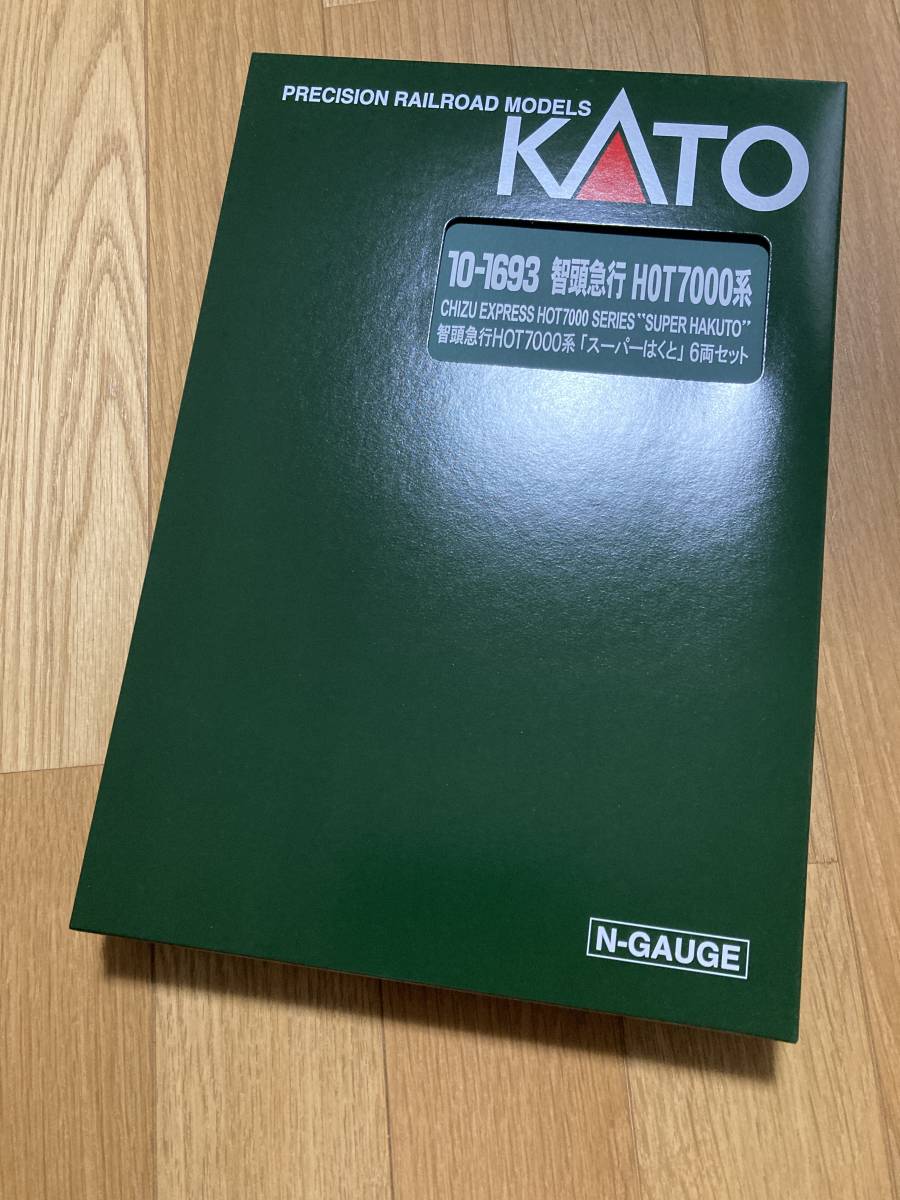 PRECISION RAILROAD MODELS
KATO
10-1693 智頭急行 HOT7000系
CHIZU EXPRESS HOT7000 SERIES "SUPER HAKUTO"
智頭急行HOT7000系「スーパーはくと」6両セット
N-GAUGE